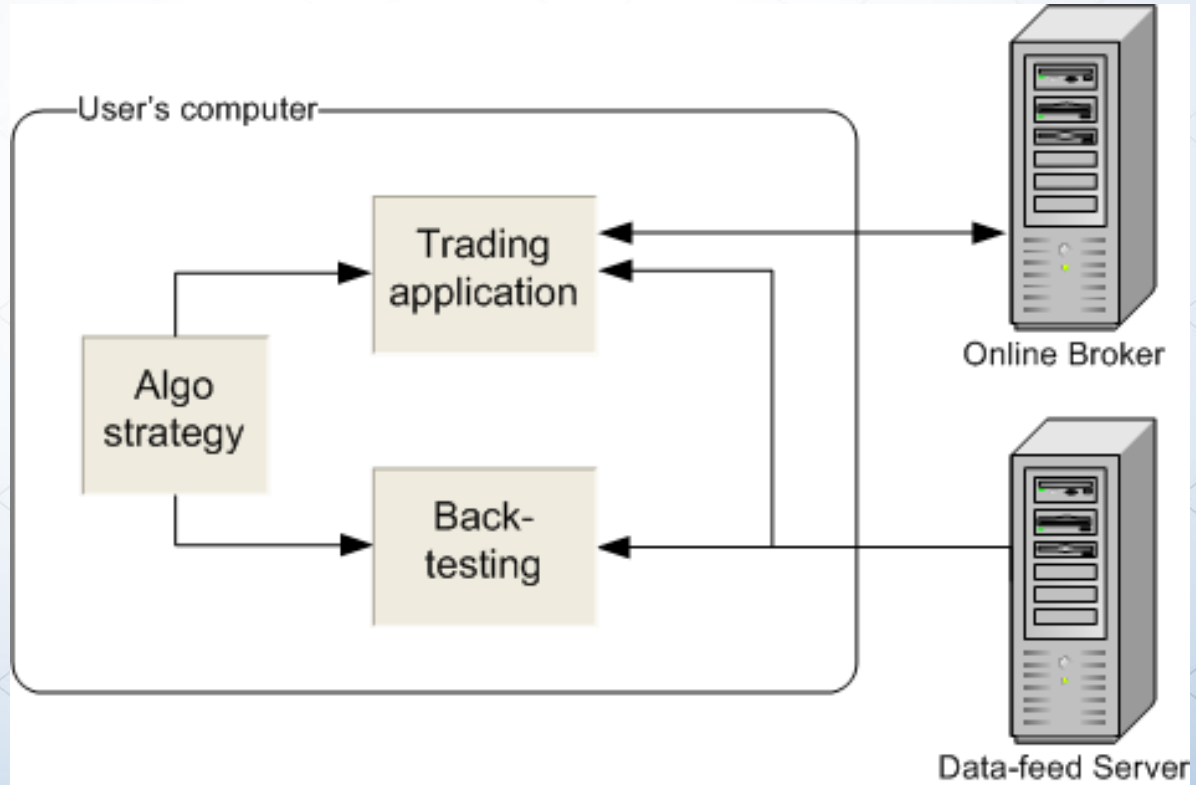 User's computer
Trading
application
Online Broker
Algo
strategy
Back-
testing
Data-feed Server